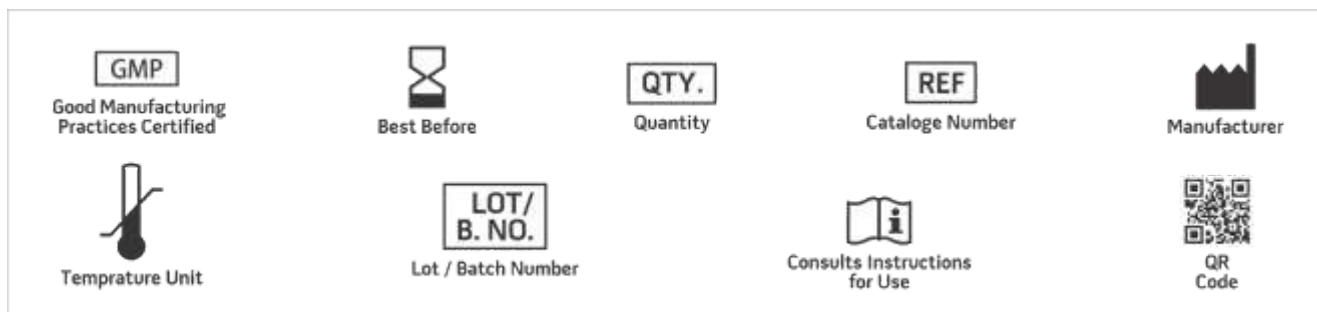 GMP
Good Manufacturing
Practices Certified
Best Before
QTY.
Quantity
REF
Cataloge Number
Manufacturer
Temprature Unit
LOT/
B. NO.
Lot / Batch Number
i
Consults Instructions
for Use
QR
Code